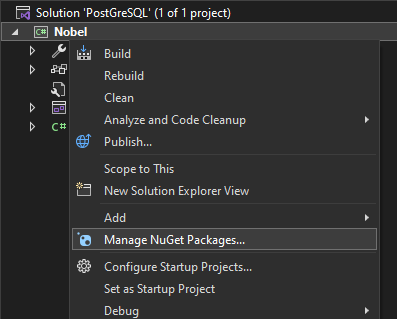 Solution 'PostGreSQL' (1 of 1 project)
C# Nobel
Build
Rebuild
Clean
Analyze and Code Cleanup
Publish...
C#
Scope to This
New Solution Explorer View
Add
Manage NuGet Packages...
Configure Startup Projects...
Set as Startup Project
Debug